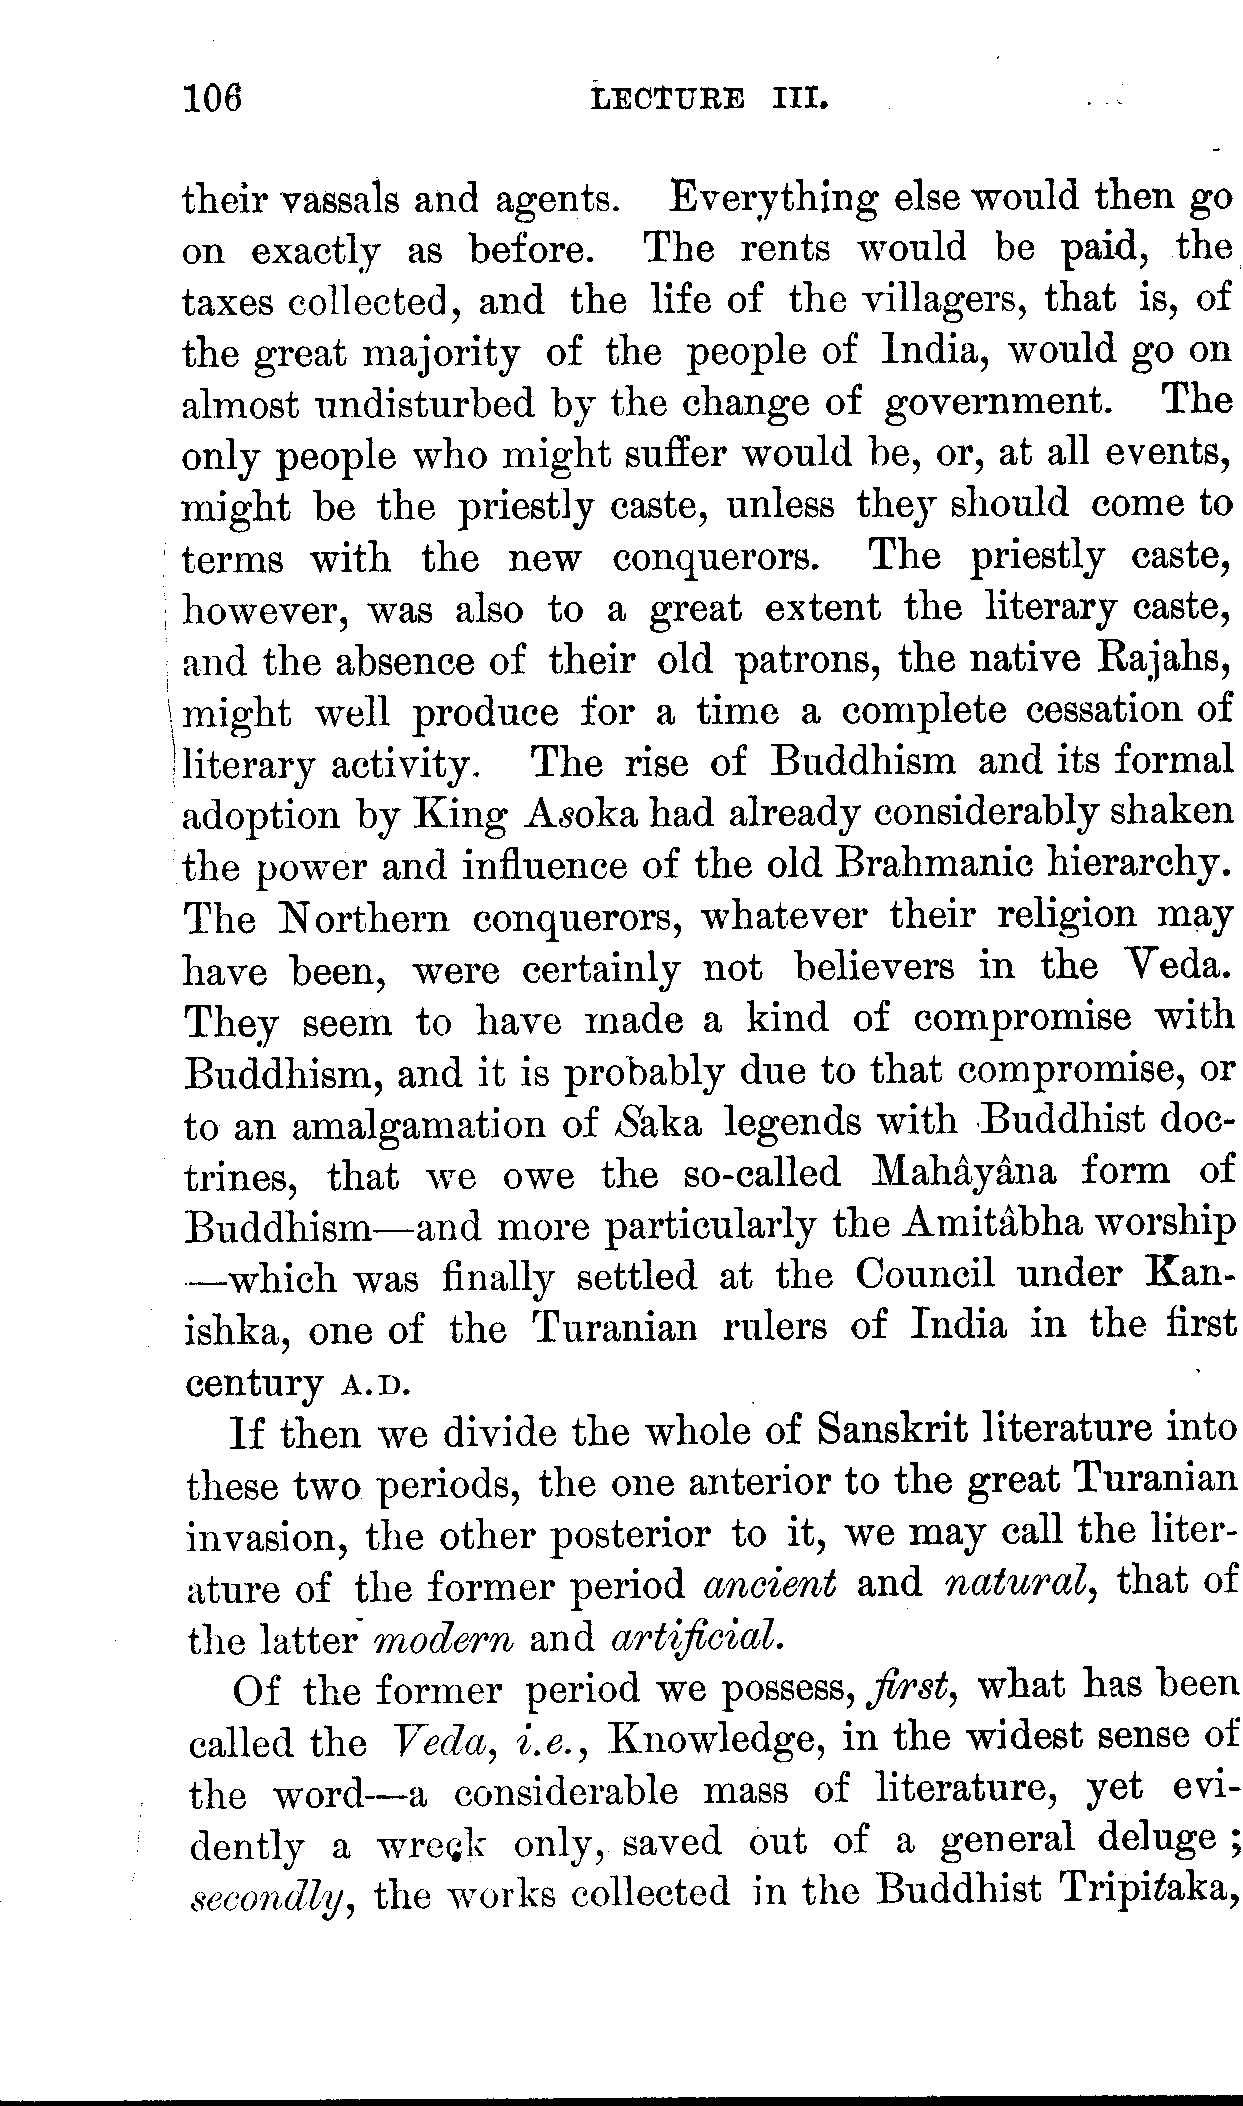 106 LECTURE III.
their vassals and agents. Everything else would then go
on exactly as before. The rents would be paid, the
taxes collected, and the life of the villagers, that is, of
the great majority of the people of India, would go on
almost undisturbed by the change of government. The
only people who might suffer would be, or, at all events,
might be the priestly caste, unless they should come to
terms with the new conquerors. The priestly caste,
however, was also to a great extent the literary caste,
and the absence of their old patrons, the native Rajahs,
might well produce for a time a complete cessation of
literary activity. The rise of Buddhism and its formal
adoption by King Asoka had already considerably shaken
the power and influence of the old Brahmanic hierarchy.
The Northern conquerors, whatever their religion may
have been, were certainly not believers in the Veda.
They seem to have made a kind of compromise with
Buddhism, and it is probably due to that compromise, or
to an amalgamation of Saka legends with Buddhist doc-
trines, that we owe the so-called Mahâyâna form of
Buddhism—and more particularly the Amitâbha worship
—which was finally settled at the Council under Kan-
ishka, one of the Turanian rulers of India in the first
century A.D.
If then we divide the whole of Sanskrit literature into
these two periods, the one anterior to the great Turanian
invasion, the other posterior to it, we may call the liter-
ature of the former period ancient and natural, that of
the latter modern and artificial.
Of the former period we possess, first, what has been
called the Veda, i.e., Knowledge, in the widest sense of
the word—a considerable mass of literature, yet evi-
dently a wreck only, saved out of a general deluge ;
secondly, the works collected in the Buddhist Tripitaka,